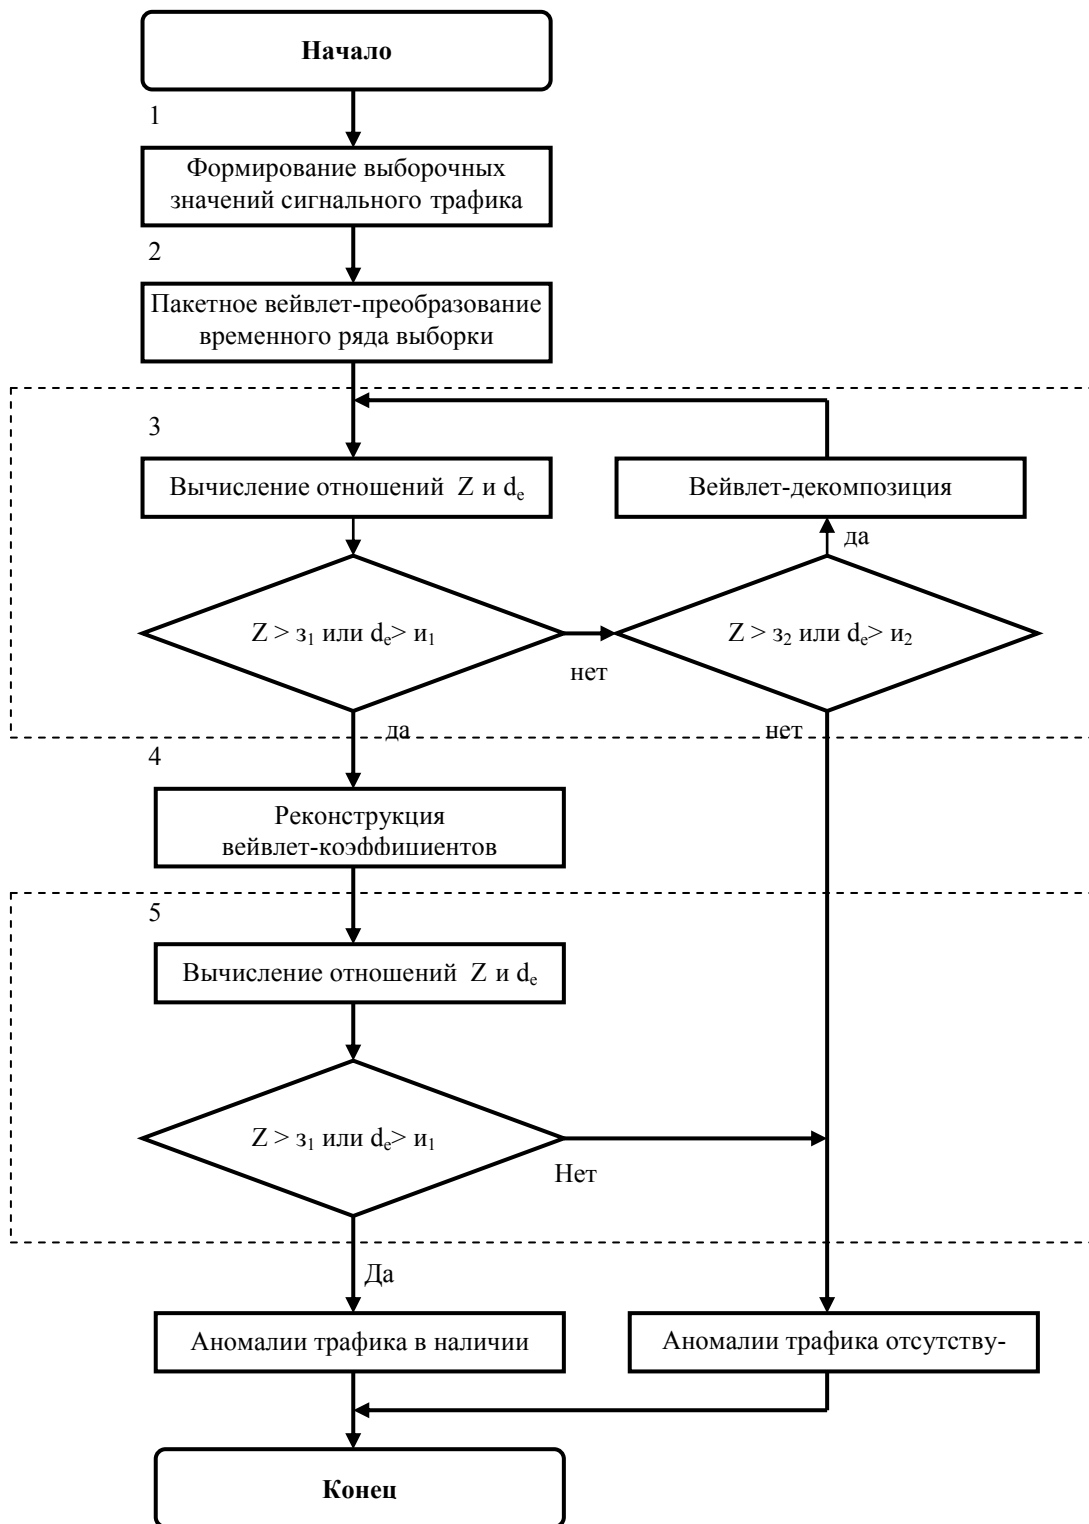 Начало
1
Формирование выборочных
значений сигнального трафика
2
Пакетное вейвлет-преобразование
временного ряда выборки
3
Вычисление отношений Z и dₑ
Вейвлет-декомпозиция
да
Z > з₁ или dₑ> и₁
нет
Z > з₂ или dₑ> и₂
да
нет
4
Реконструкция
вейвлет-коэффициентов
5
Вычисление отношений Z и dₑ
Z > з₁ или dₑ> и₁
Нет
Да
Аномалии трафика в наличии
Аномалии трафика отсутству-
Конец